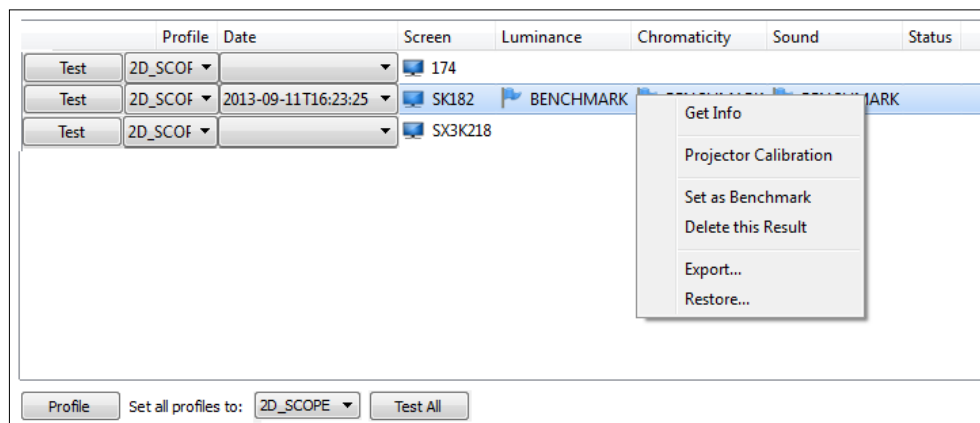 Profile Date Screen Luminance Chromaticity Sound Status
Test 2D_SCOF 174
Test 2D_SCOF 2013-09-11T16:23:25 SK182 BENCHMARK
Test 2D_SCOF SX3K218
Get Info
Projector Calibration
Set as Benchmark
Delete this Result
Export...
Restore...
Profile Set all profiles to: 2D_SCOPE Test All